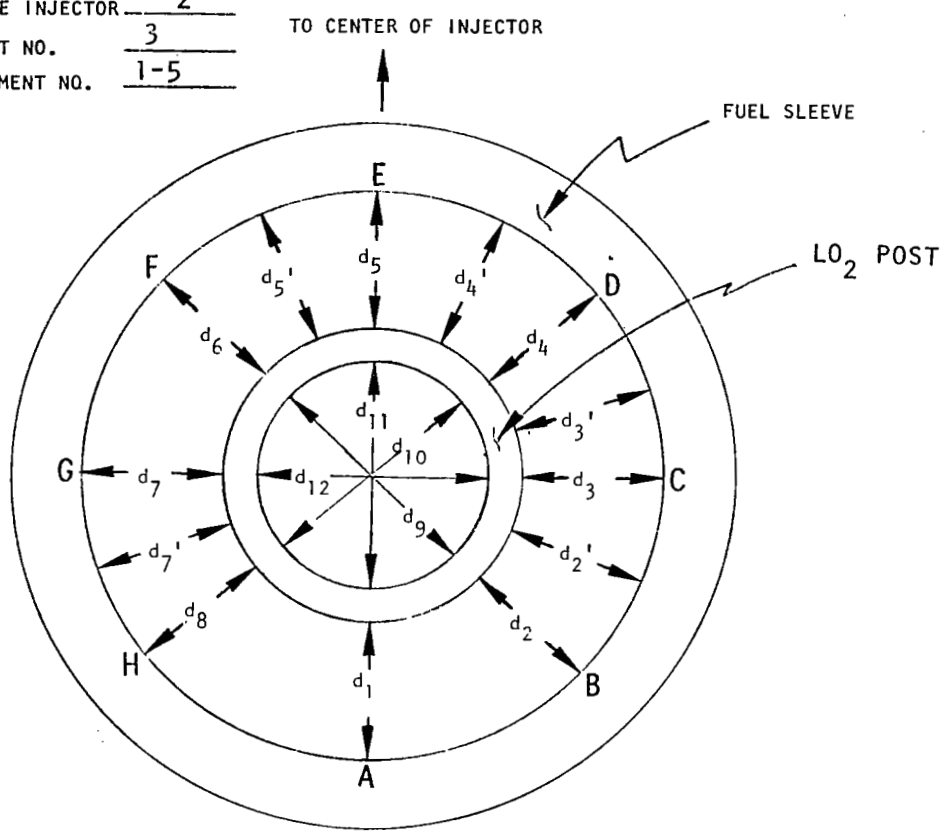 E INJECTOR 2
T NO. 3
MENT NO. 1-5
TO CENTER OF INJECTOR
FUEL SLEEVE
LO₂ POST
E
F
D
d₅'
d₅
d₄'
d₆
d₄
d₁₁
d₃'
d₁₀
G
d₇
d₁₂
d₃
C
d₉
d₇'
d₂'
d₈
d₂
H
d₁
B
A